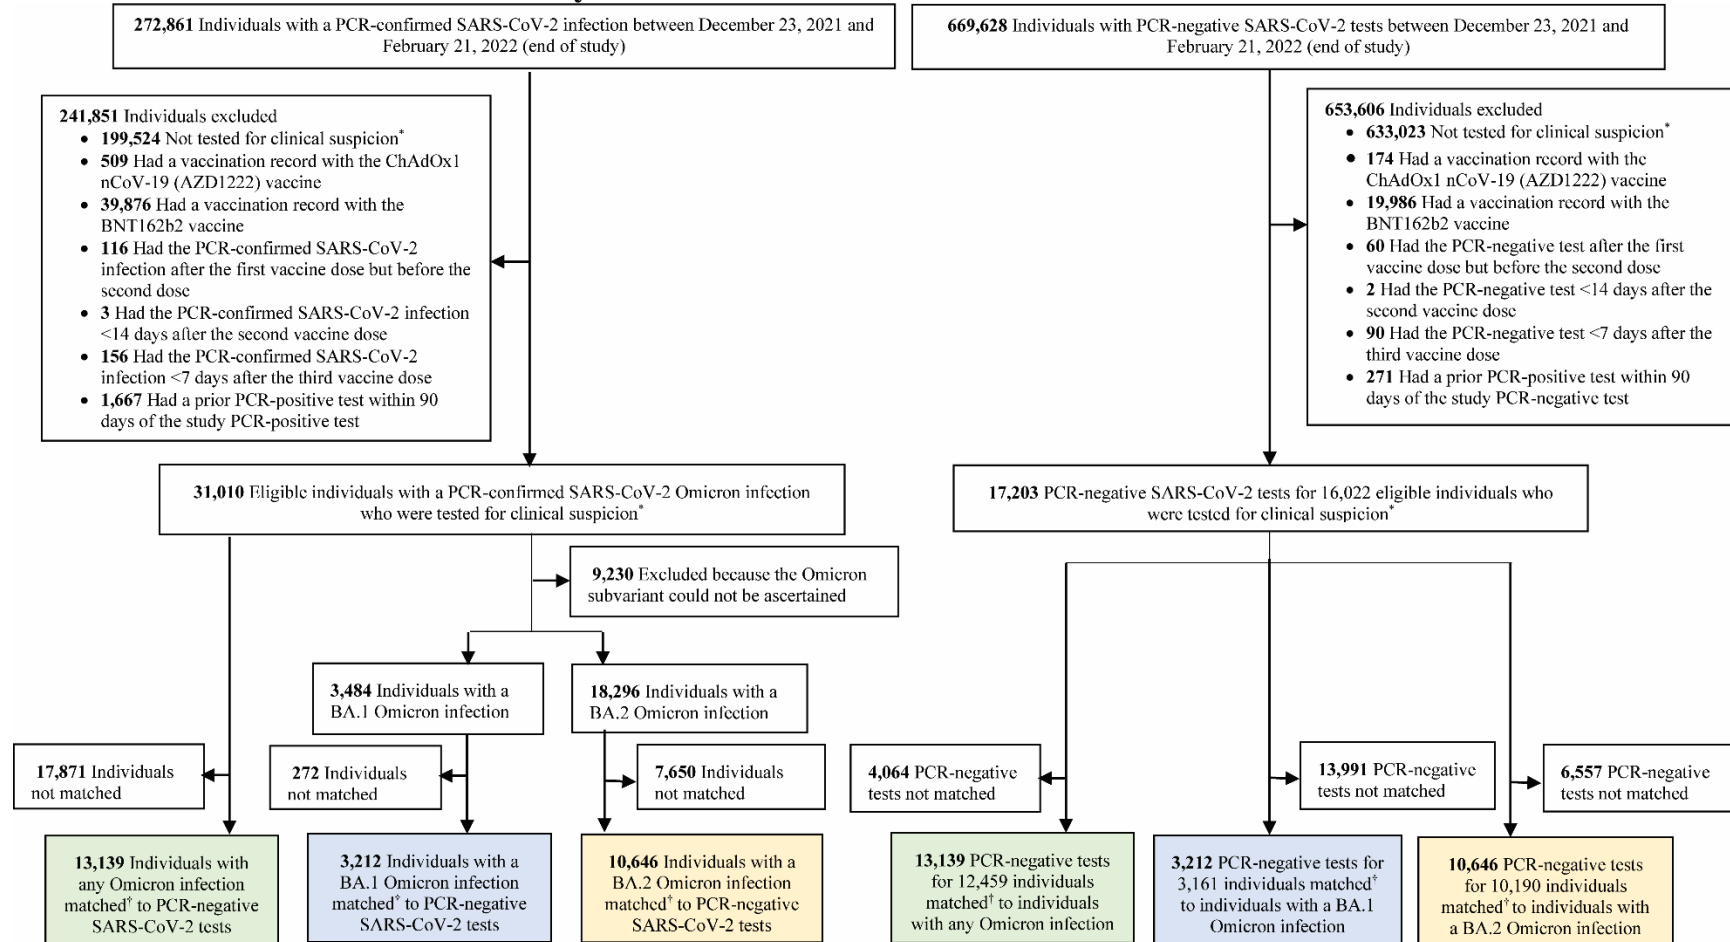 272,861 Individuals with a PCR-confirmed SARS-CoV-2 infection between December 23, 2021 and
February 21, 2022 (end of study)
669,628 Individuals with PCR-negative SARS-CoV-2 tests between December 23, 2021 and
February 21, 2022 (end of study)
241,851 Individuals excluded
• 199,524 Not tested for clinical suspicion*
• 509 Had a vaccination record with the ChAdOx1
nCoV-19 (AZD1222) vaccine
• 39,876 Had a vaccination record with the
BNT162b2 vaccine
• 116 Had the PCR-confirmed SARS-CoV-2
infection after the first vaccine dose but before the
second dose
• 3 Had the PCR-confirmed SARS-CoV-2 infection
<14 days after the second vaccine dose
• 156 Had the PCR-confirmed SARS-CoV-2
infection <7 days after the third vaccine dose
• 1,667 Had a prior PCR-positive test within 90
days of the study PCR-positive test
653,606 Individuals excluded
• 633,023 Not tested for clinical suspicion*
• 174 Had a vaccination record with the
ChAdOx1 nCoV-19 (AZD1222) vaccine
• 19,986 Had a vaccination record with the
BNT162b2 vaccine
• 60 Had the PCR-negative test after the first
vaccine dose but before the second dose
• 2 Had the PCR-negative test <14 days after the
second vaccine dose
• 90 Had the PCR-negative test <7 days after the
third vaccine dose
• 271 Had a prior PCR-positive test within 90
days of the study PCR-negative test
31,010 Eligible individuals with a PCR-confirmed SARS-CoV-2 Omicron infection
who were tested for clinical suspicion*
17,203 PCR-negative SARS-CoV-2 tests for 16,022 eligible individuals who
were tested for clinical suspicion*
9,230 Excluded because the Omicron
subvariant could not be ascertained
3,484 Individuals with a
BA.1 Omicron infection
18,296 Individuals with a
BA.2 Omicron infection
17,871 Individuals
not matched
272 Individuals
not matched
7,650 Individuals
not matched
4,064 PCR-negative
tests not matched
13,991 PCR-negative
tests not matched
6,557 PCR-negative
tests not matched
13,139 Individuals with
any Omicron infection
matched† to PCR-negative
SARS-CoV-2 tests
3,212 Individuals with a
BA.1 Omicron infection
matched† to PCR-negative
SARS-CoV-2 tests
10,646 Individuals with a
BA.2 Omicron infection
matched† to PCR-negative
SARS-CoV-2 tests
13,139 PCR-negative tests
for 12,459 individuals
matched† to individuals
with any Omicron infection
3,212 PCR-negative tests for
3,161 individuals matched†
to individuals with a BA.1
Omicron infection
10,646 PCR-negative tests
for 10,190 individuals
matched† to individuals with
a BA.2 Omicron infection